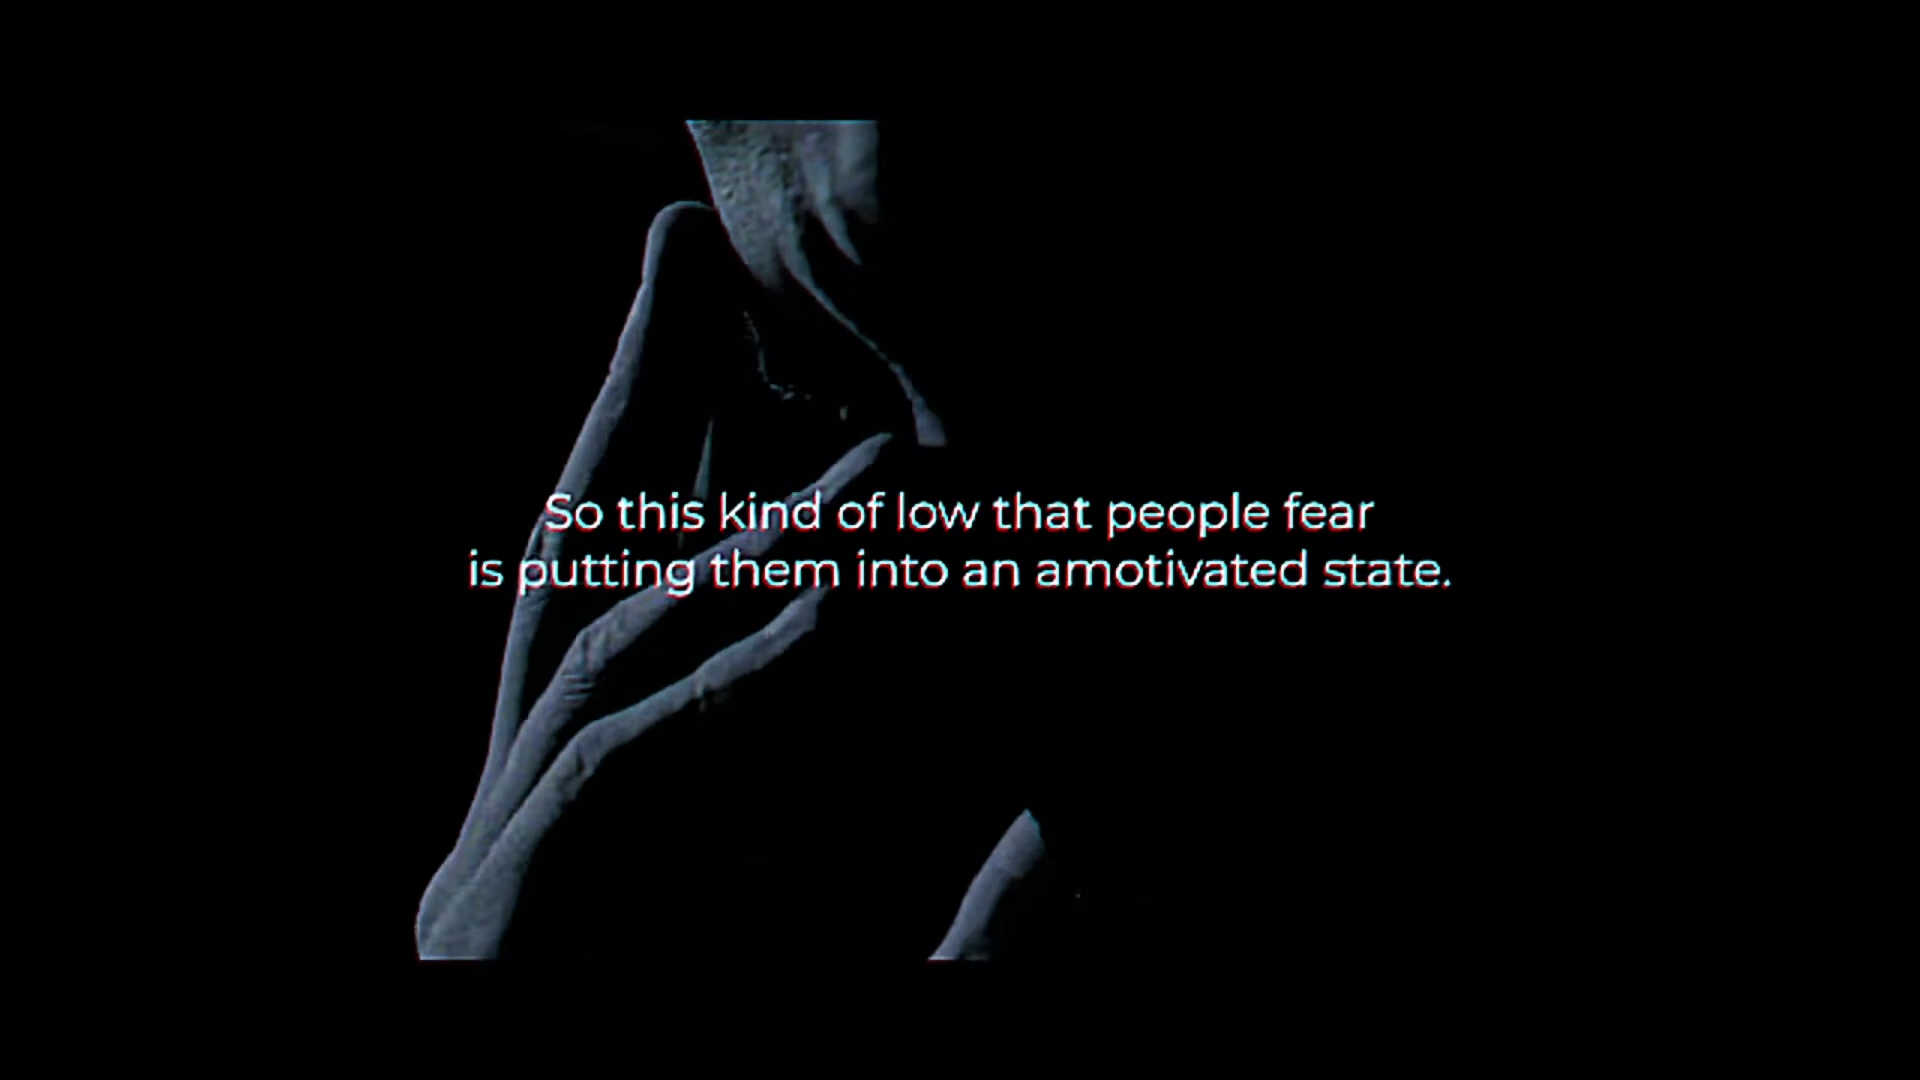 So this kind of low that people fear
is putting them into an amotivated state.